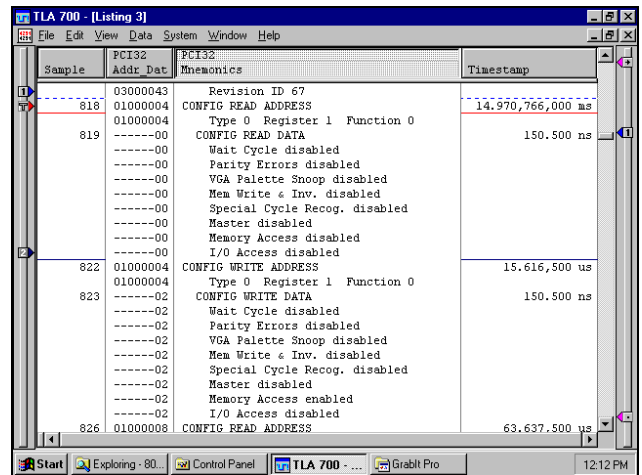 TLA 700 - [Listing 3]
File Edit View Data System Window Help
PCI32 PCI32
Sample Addr_Dat Mnemonics Timestamp
03000043 Revision ID 67
818 01000004 CONFIG READ ADDRESS 14.970,766,000 ms
01000004 Type 0 Register 1 Function 0
819 ------00 CONFIG READ DATA 150.500 ns
------00 Wait Cycle disabled
------00 Parity Errors disabled
------00 VGA Palette Snoop disabled
------00 Mem Write & Inv. disabled
------00 Special Cycle Recog. disabled
------00 Master disabled
------00 Memory Access disabled
------00 I/O Access disabled
822 01000004 CONFIG WRITE ADDRESS 15.616,500 us
01000004 Type 0 Register 1 Function 0
823 ------02 CONFIG WRITE DATA 150.500 ns
------02 Wait Cycle disabled
------02 Parity Errors disabled
------02 VGA Palette Snoop disabled
------02 Mem Write & Inv. disabled
------02 Special Cycle Recog. disabled
------02 Master disabled
------02 Memory Access enabled
------02 I/O Access disabled
826 01000008 CONFIG READ ADDRESS 63.637,500 us
Start Exploring - 80... Control Panel TLA 700 - ... GrabIt Pro 12:12 PM